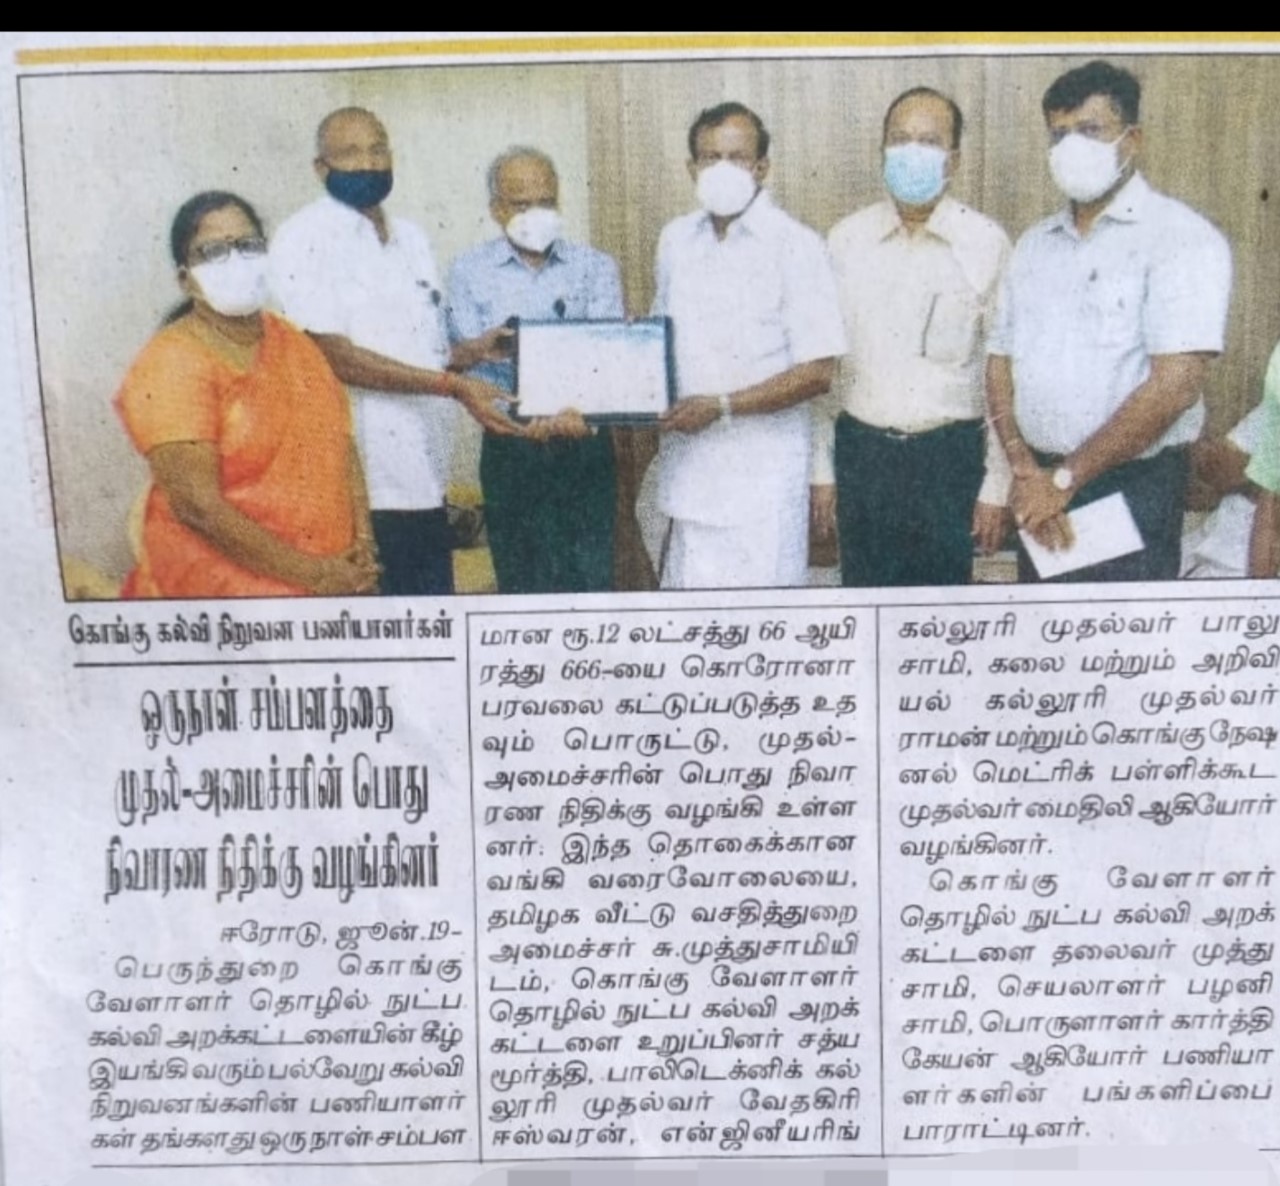 கொங்கு கல்வி நிறுவன பணியாளர்கள்
ஒருநாள் சம்பளத்தை
முதல்-அமைச்சரின் பொது
நிவாரண நிதிக்கு வழங்கினர்
ஈரோடு, ஜூன்.19-
பெருந்துறை கொங்கு
வேளாளர் தொழில் நுட்ப
கல்வி அறக்கட்டளையின் கீழ்
இயங்கி வரும் பல்வேறு கல்வி
நிறுவனங்களின் பணியாளர்
கள் தங்களது ஒரு நாள் சம்பள
மான ரூ.12 லட்சத்து 66 ஆயி
ரத்து 666-யை கொரோனா
பரவலை கட்டுப்படுத்த உத
வும் பொருட்டு, முதல்-
அமைச்சரின் பொது நிவா
ரண நிதிக்கு வழங்கி உள்ள
னர். இந்த தொகைக்கான
வங்கி வரைவோலையை,
தமிழக வீட்டு வசதித்துறை
அமைச்சர் சு.முத்துசாமியி
டம், கொங்கு வேளாளர்
தொழில் நுட்ப கல்வி அறக்
கட்டளை உறுப்பினர் சத்ய
மூர்த்தி, பாலிடெக்னிக் கல்
லூரி முதல்வர் வேதகிரி
ஈஸ்வரன், என்ஜினீயரிங்
கல்லூரி முதல்வர் பாலு
சாமி, கலை மற்றும் அறிவி
யல் கல்லூரி முதல்வர்
ராமன் மற்றும் கொங்கு நேஷ
னல் மெட்ரிக் பள்ளிக்கூட
முதல்வர் மைதிலி ஆகியோர்
வழங்கினர்.
கொங்கு வேளாளர்
தொழில் நுட்ப கல்வி அறக்
கட்டளை தலைவர் முத்து
சாமி, செயலாளர் பழனி
சாமி, பொருளாளர் கார்த்தி
கேயன் ஆகியோர் பணியா
ளர்களின் பங்களிப்பை
பாராட்டினர்.